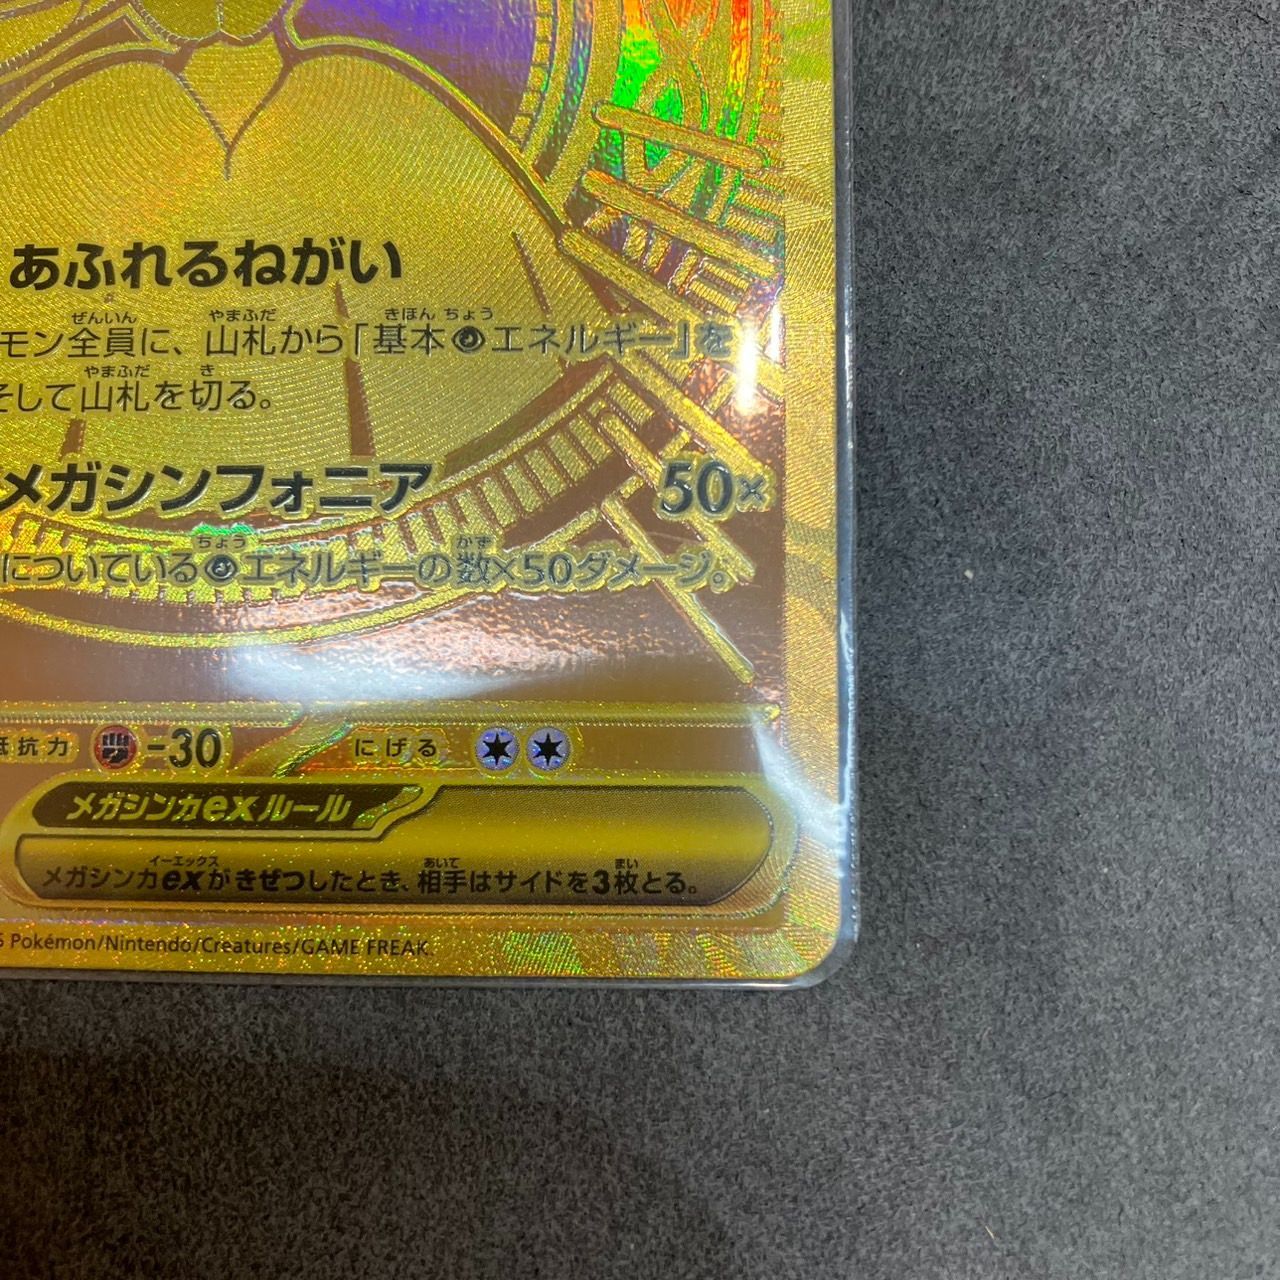 あふれるねがい
モン全員に、山札から「基本エネルギー」を
そして山札を切る。
メガシンフォニア 50×
についているエネルギーの数×50ダメージ。
抵抗力 -30 にげる
メガシンカexルール
メガシンカexがきぜつしたとき、相手はサイドを3枚とる。
Pokémon/Nintendo/Creatures/GAME FREAK.